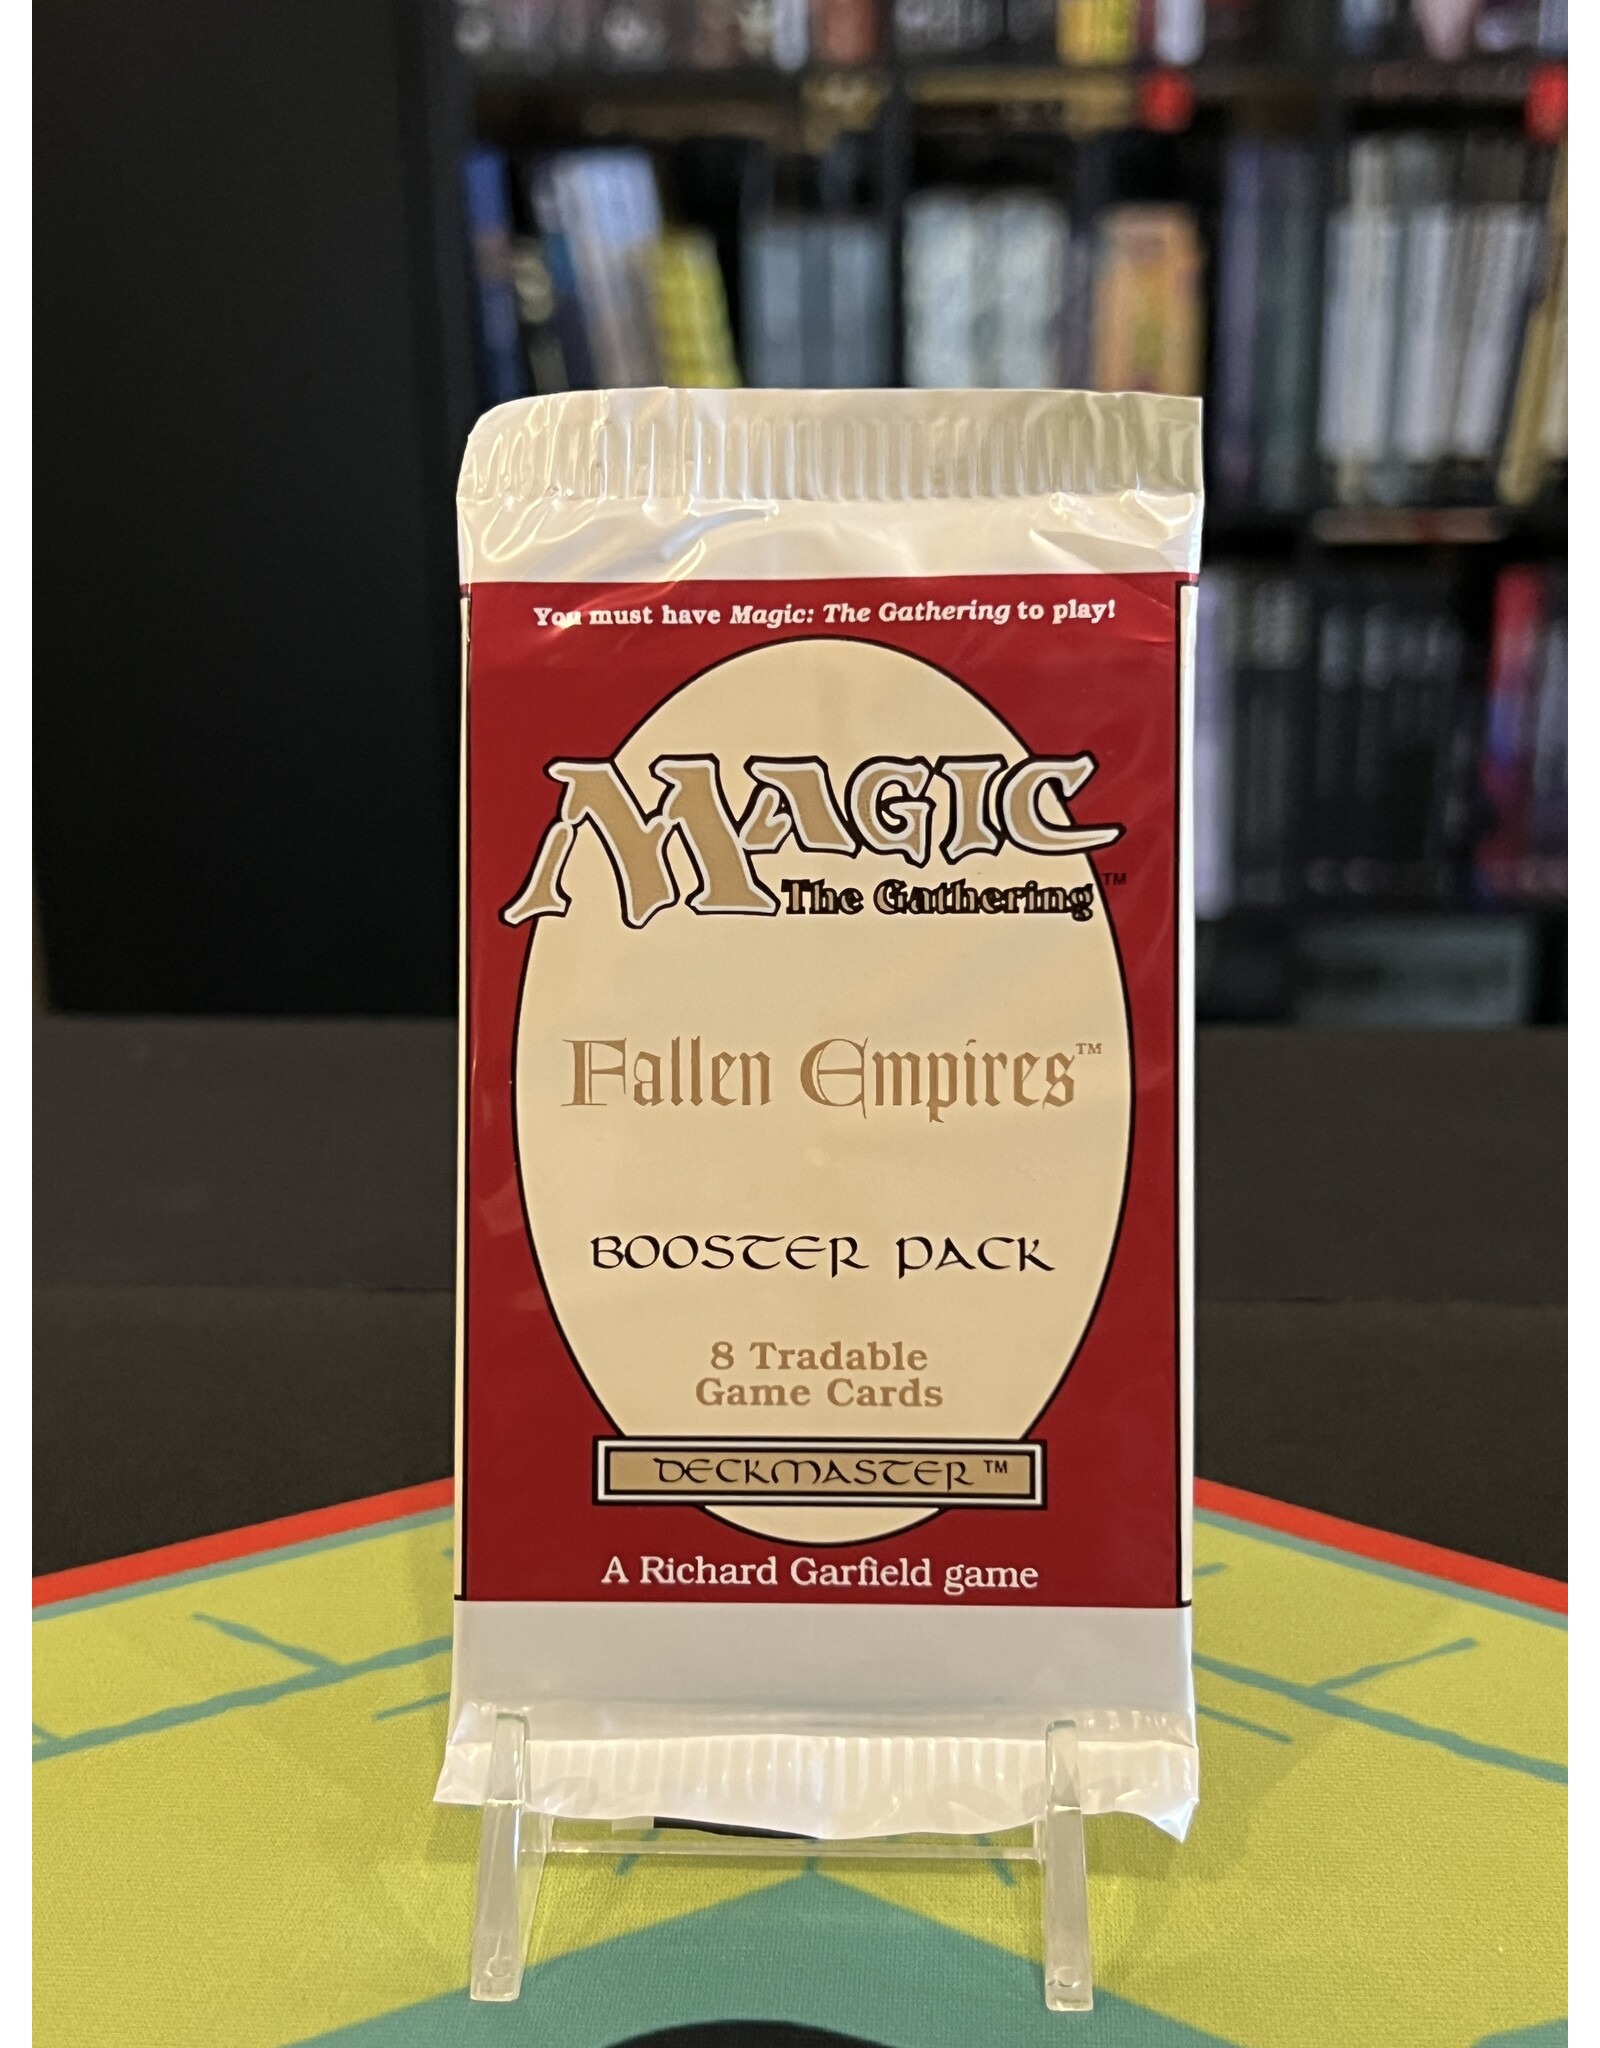 You must have Magic: The Gathering to play!
MAGIC
The Gathering™
Fallen Empires™
BOOSTER PACK
8 Tradable
Game Cards
DECKMASTER™
A Richard Garfield game